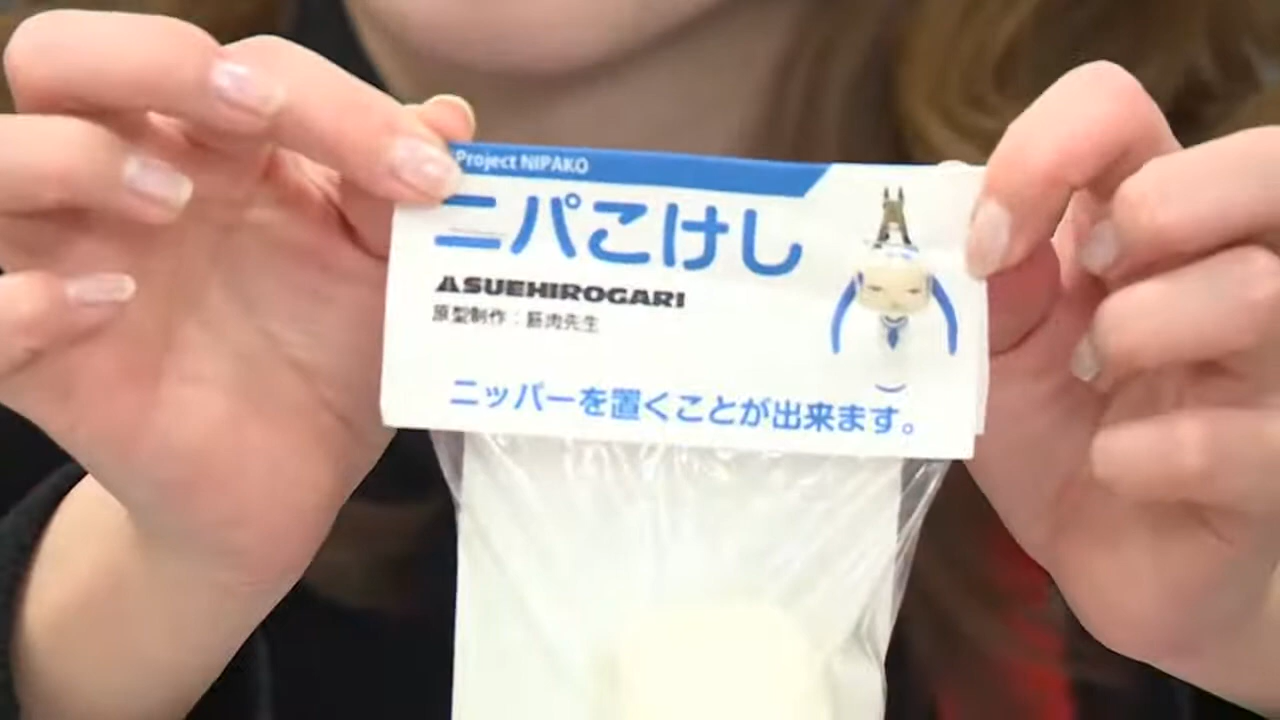 Project NIPAKO
ニパこけし
ASUEHIROGARI
原型制作：筋肉先生
ニッパーを置くことが出来ます。